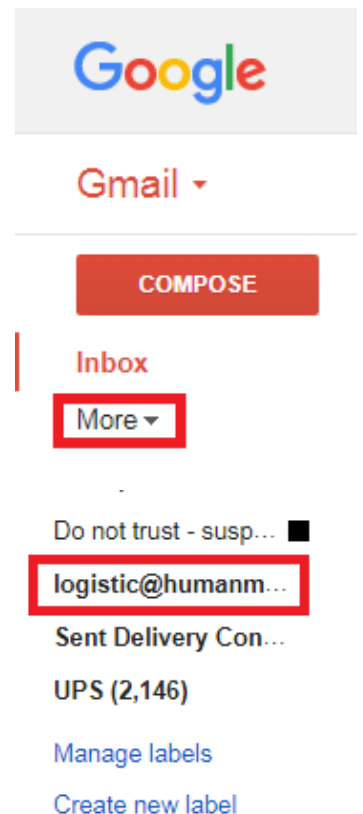 Google
Gmail
COMPOSE
Inbox
More
Do not trust - susp...
logistic@humanm...
Sent Delivery Con...
UPS (2,146)
Manage labels
Create new label